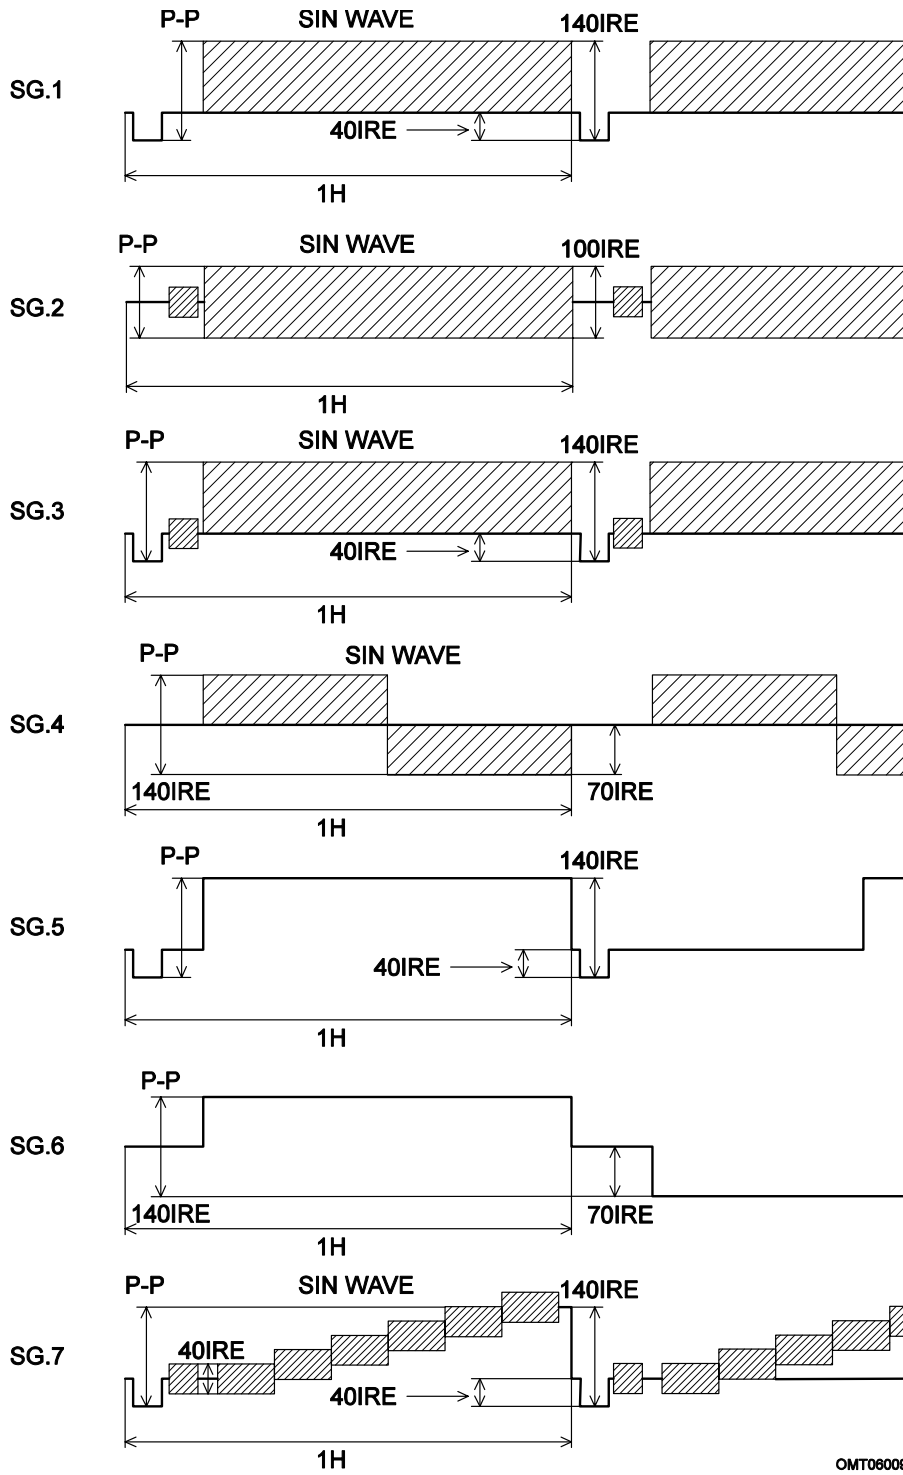 P-P SIN WAVE 140IRE
SG.1
40IRE
1H
P-P SIN WAVE 100IRE
SG.2
1H
P-P SIN WAVE 140IRE
SG.3
40IRE
1H
P-P SIN WAVE
SG.4
140IRE 70IRE
1H
P-P 140IRE
SG.5
40IRE
1H
P-P
SG.6
140IRE 70IRE
1H
P-P SIN WAVE 140IRE
SG.7
40IRE
40IRE
1H
OMT06009